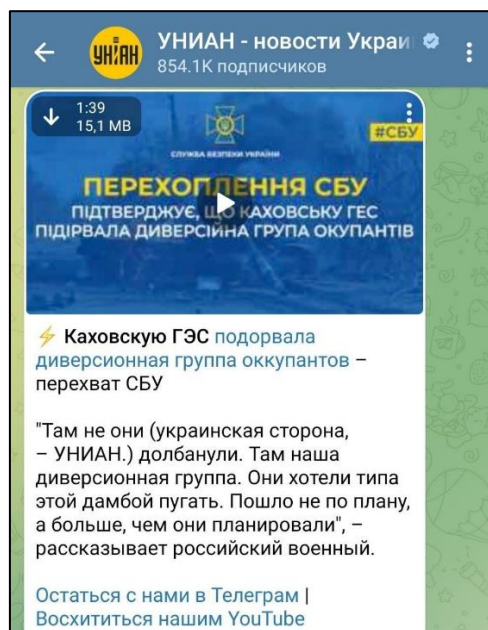 УНИАН - новости Украи
854.1K подписчиков
УНІАН
1:39
15,1 MB
#СБУ
СЛУЖБА БЕЗПЕКИ УКРАЇНИ
ПЕРЕХОПЛЕННЯ СБУ
ПІДТВЕРДЖУЄ, ЩО КАХОВСЬКУ ГЕС
ПІДІРВАЛА ДИВЕРСІЙНА ГРУПА ОКУПАНТІВ
⚡ Каховскую ГЭС подорвала
диверсионная группа оккупантов –
перехват СБУ
"Там не они (украинская сторона,
– УНИАН.) долбанули. Там наша
диверсионная группа. Они хотели типа
этой дамбой пугать. Пошло не по плану,
а больше, чем они планировали", –
рассказывает российский военный.
Остаться с нами в Телеграм |
Восхититься нашим YouTube